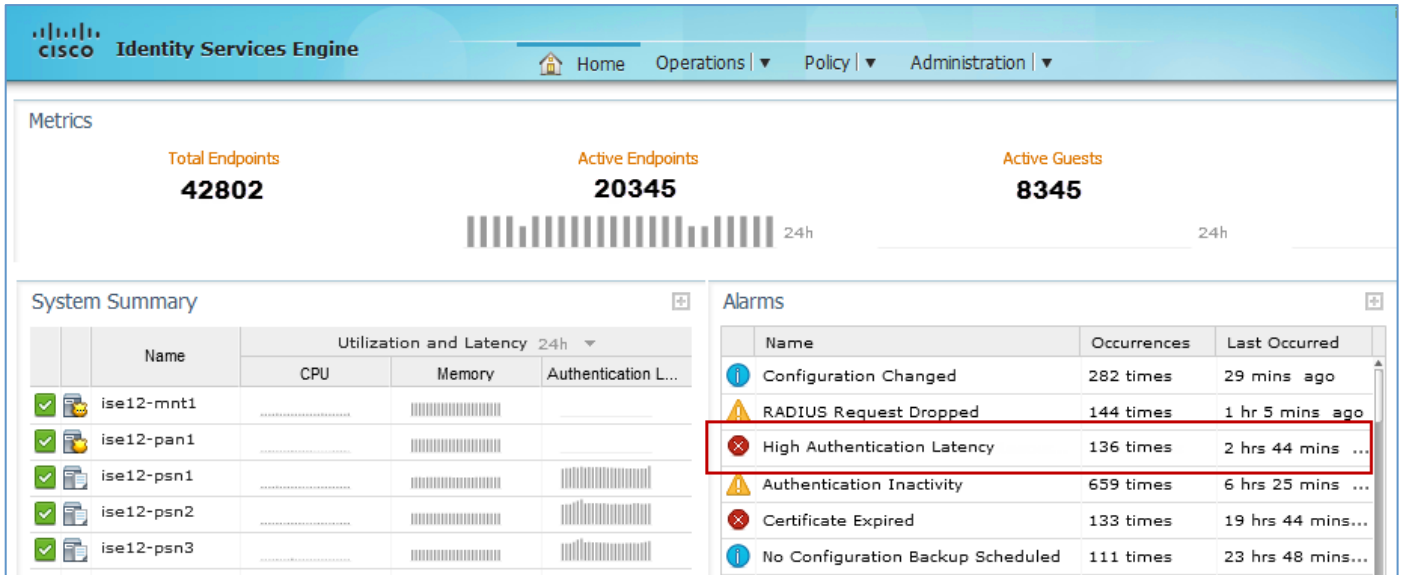 CISCO Identity Services Engine
Home Operations Policy Administration
Metrics
Total Endpoints Active Endpoints Active Guests
42802 20345 8345
24h 24h
System Summary Alarms
Name Utilization and Latency 24h Name Occurrences Last Occurred
CPU Memory Authentication L...
Configuration Changed 282 times 29 mins ago
ise12-mnt1
RADIUS Request Dropped 144 times 1 hr 5 mins ago
ise12-pan1
High Authentication Latency 136 times 2 hrs 44 mins ...
ise12-psn1
Authentication Inactivity 659 times 6 hrs 25 mins ...
ise12-psn2
Certificate Expired 133 times 19 hrs 44 mins...
ise12-psn3
No Configuration Backup Scheduled 111 times 23 hrs 48 mins...